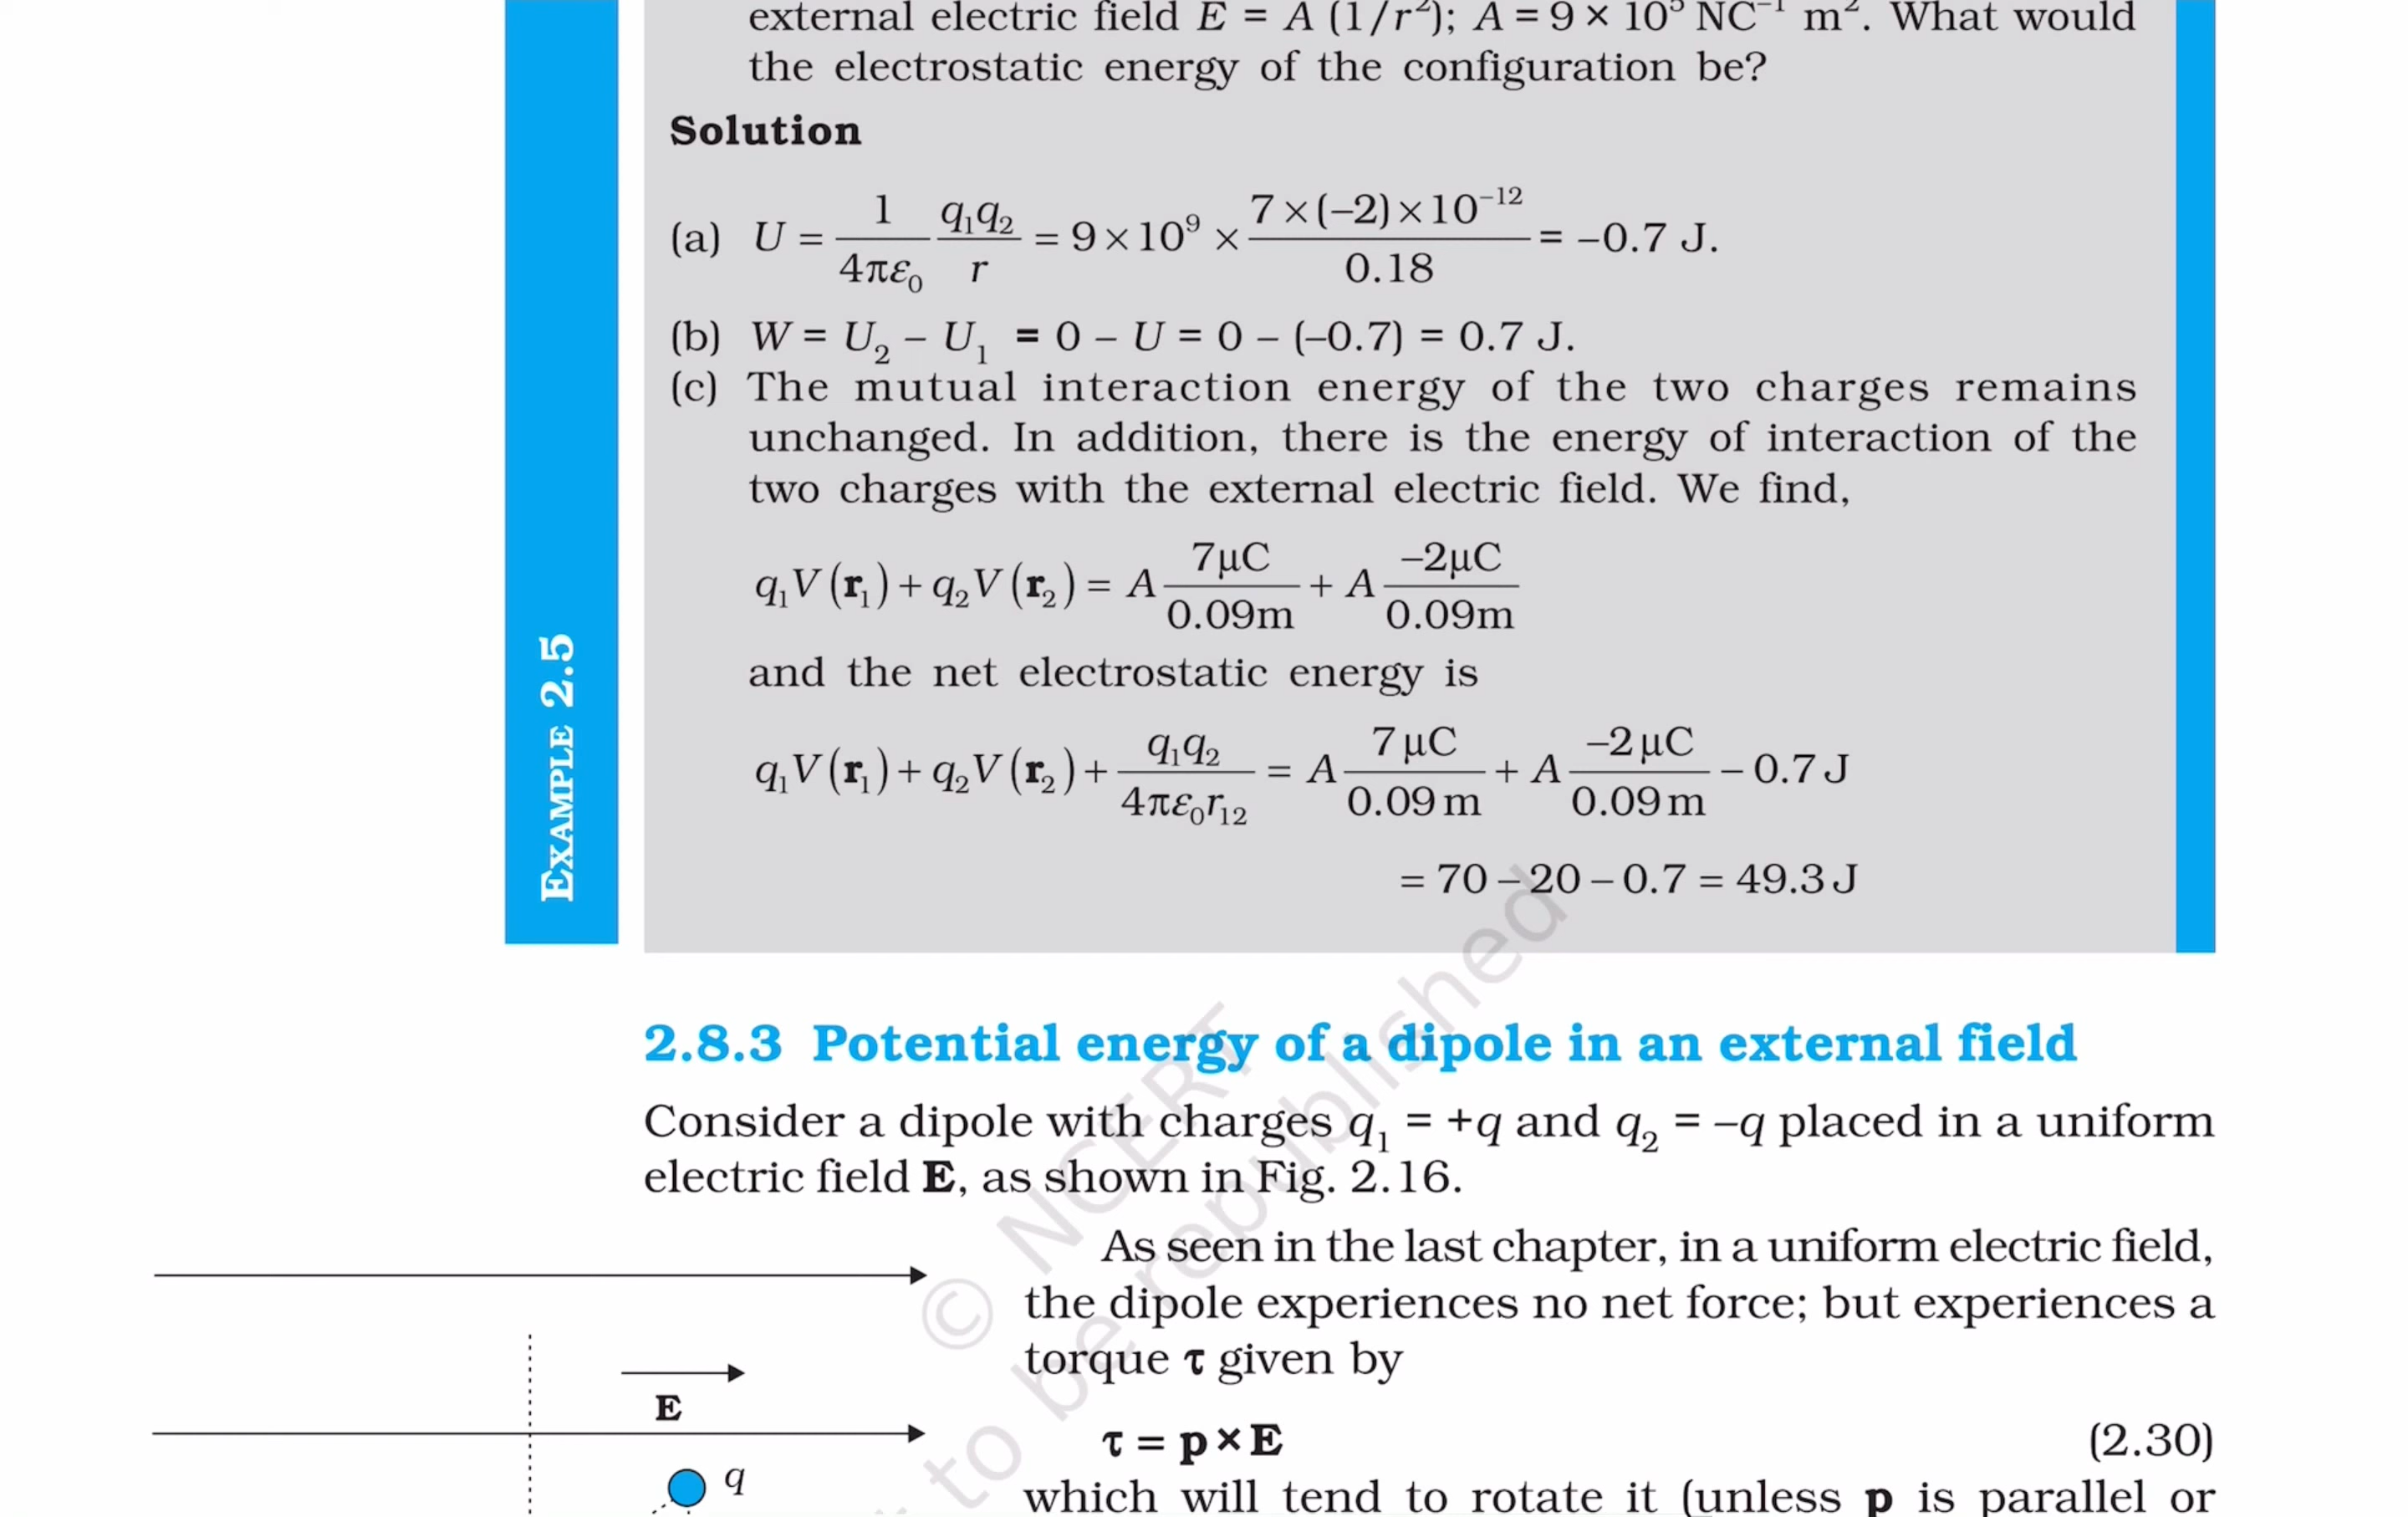 external electric field E = A (1/r²); A = 9 × 10⁵ NC⁻¹ m². What would
the electrostatic energy of the configuration be?
Solution
(a) U = 1/(4πε₀) q₁q₂/r = 9×10⁹ × (7×(–2)×10⁻¹²)/0.18 = –0.7 J.
(b) W = U₂ – U₁ = 0 – U = 0 – (–0.7) = 0.7 J.
(c) The mutual interaction energy of the two charges remains
unchanged. In addition, there is the energy of interaction of the
two charges with the external electric field. We find,
q₁V(r₁) + q₂V(r₂) = A 7μC/0.09m + A –2μC/0.09m
and the net electrostatic energy is
q₁V(r₁) + q₂V(r₂) + q₁q₂/(4πε₀r₁₂) = A 7 μC/0.09 m + A –2 μC/0.09 m – 0.7 J
= 70 – 20 – 0.7 = 49.3 J
EXAMPLE 2.5
2.8.3 Potential energy of a dipole in an external field
Consider a dipole with charges q₁ = +q and q₂ = –q placed in a uniform
electric field E, as shown in Fig. 2.16.
As seen in the last chapter, in a uniform electric field,
the dipole experiences no net force; but experiences a
torque τ given by
τ = p × E (2.30)
which will tend to rotate it (unless p is parallel or
E
q
© NCERT
to be republished